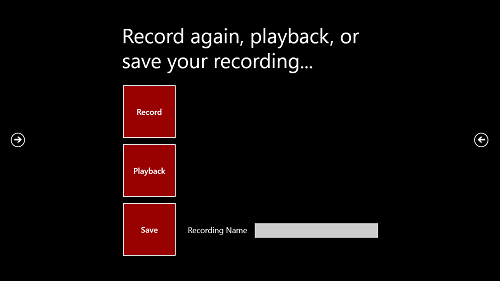 Record again, playback, or
save your recording...
Record
Playback
Save
Recording Name